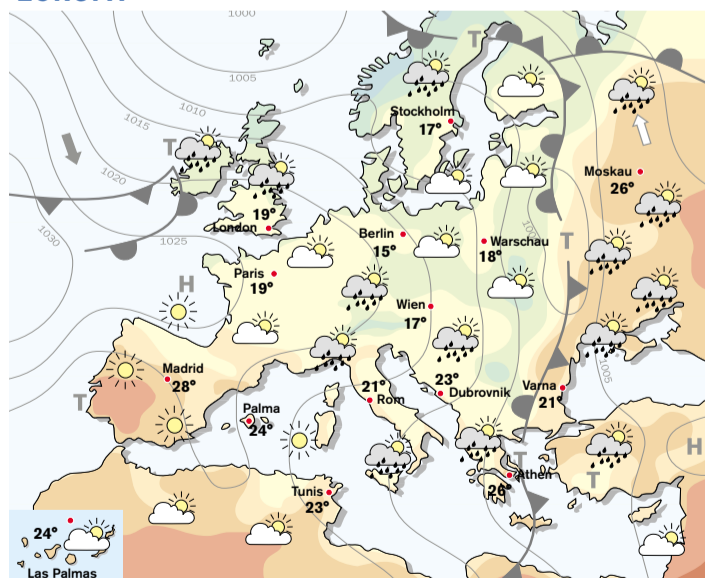 1000
1005
1010
1015
T
Stockholm
17°
T
1020
Moskau
26°
19°
London
1030
1025
Berlin
15°
Warschau
18°
T
H
Paris
19°
Wien
17°
1005
Madrid
28°
T
Palma
24°
21°
Rom
23°
Dubrovnik
Varna
21°
T
Athen
26°
T
H
Tunis
23°
24°
Las Palmas